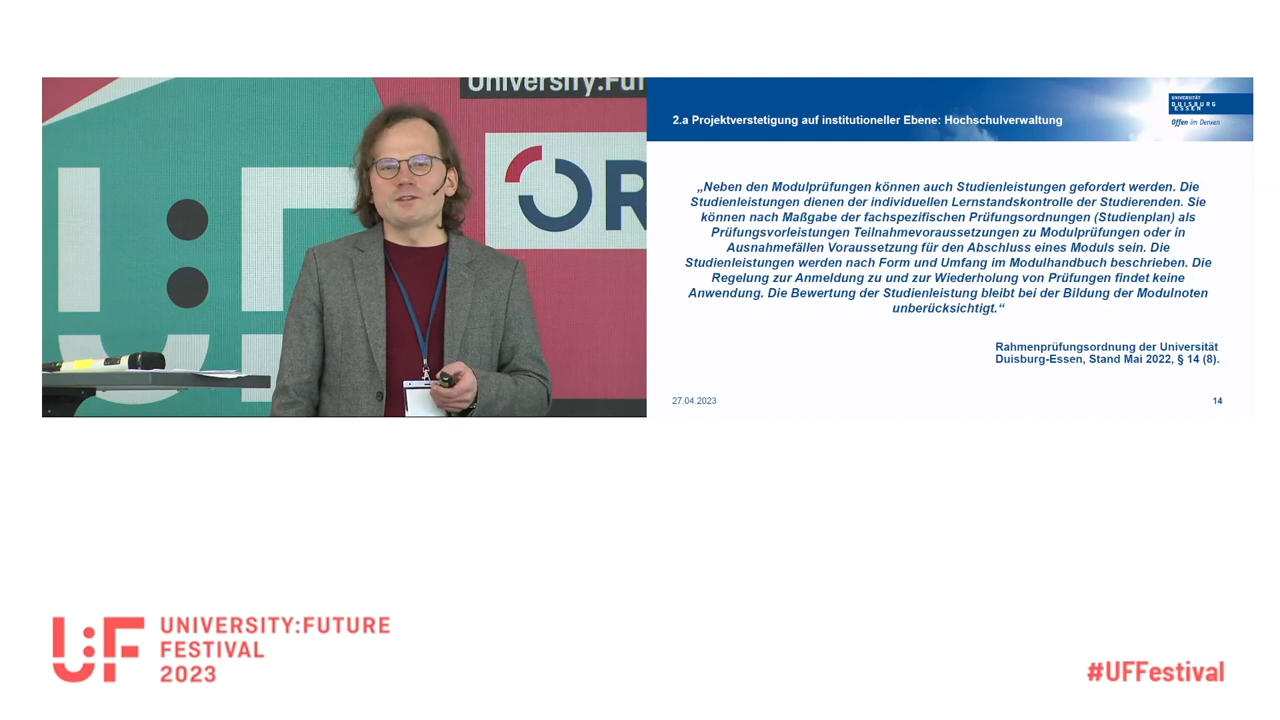 University:Fu
OR
2.a Projektverstetigung auf institutioneller Ebene: Hochschulverwaltung
UNIVERSITÄT
DUISBURG
ESSEN
Offen im Denken
„Neben den Modulprüfungen können auch Studienleistungen gefordert werden. Die
Studienleistungen dienen der individuellen Lernstandskontrolle der Studierenden. Sie
können nach Maßgabe der fachspezifischen Prüfungsordnungen (Studienplan) als
Prüfungsvorleistungen Teilnahmevoraussetzungen zu Modulprüfungen oder in
Ausnahmefällen Voraussetzung für den Abschluss eines Moduls sein. Die
Studienleistungen werden nach Form und Umfang im Modulhandbuch beschrieben. Die
Regelung zur Anmeldung zu und zur Wiederholung von Prüfungen findet keine
Anwendung. Die Bewertung der Studienleistung bleibt bei der Bildung der Modulnoten
unberücksichtigt.“
Rahmenprüfungsordnung der Universität
Duisburg-Essen, Stand Mai 2022, § 14 (8).
27.04.2023
14
U:F
UNIVERSITY:FUTURE
FESTIVAL
2023
#UFFestival